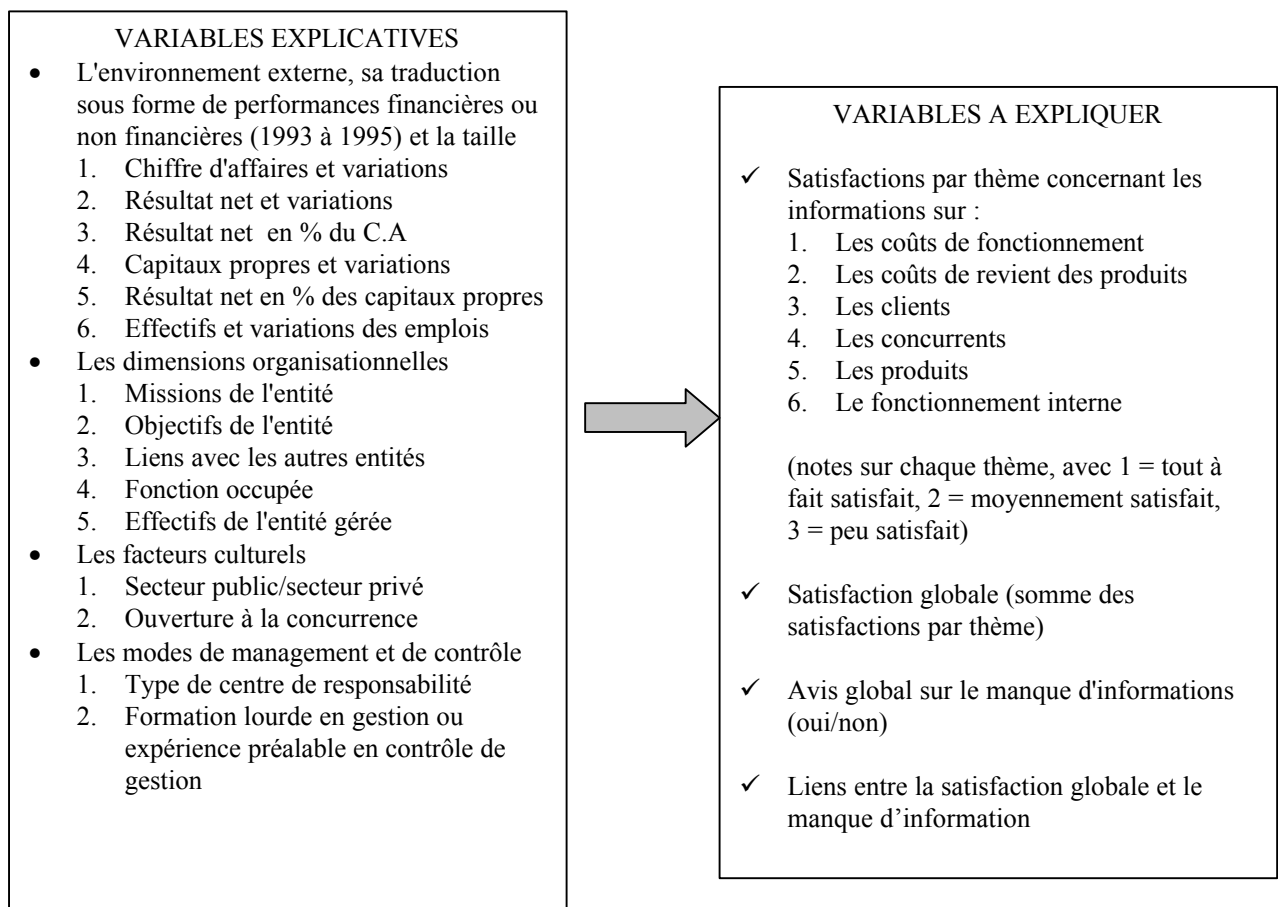 VARIABLES EXPLICATIVES
• L'environnement externe, sa traduction
sous forme de performances financières ou
non financières (1993 à 1995) et la taille
1. Chiffre d'affaires et variations
2. Résultat net et variations
3. Résultat net en % du C.A
4. Capitaux propres et variations
5. Résultat net en % des capitaux propres
6. Effectifs et variations des emplois
• Les dimensions organisationnelles
1. Missions de l'entité
2. Objectifs de l'entité
3. Liens avec les autres entités
4. Fonction occupée
5. Effectifs de l'entité gérée
• Les facteurs culturels
1. Secteur public/secteur privé
2. Ouverture à la concurrence
• Les modes de management et de contrôle
1. Type de centre de responsabilité
2. Formation lourde en gestion ou
expérience préalable en contrôle de
gestion
VARIABLES A EXPLIQUER
✓ Satisfactions par thème concernant les
informations sur :
1. Les coûts de fonctionnement
2. Les coûts de revient des produits
3. Les clients
4. Les concurrents
5. Les produits
6. Le fonctionnement interne
(notes sur chaque thème, avec 1 = tout à
fait satisfait, 2 = moyennement satisfait,
3 = peu satisfait)
✓ Satisfaction globale (somme des
satisfactions par thème)
✓ Avis global sur le manque d'informations
(oui/non)
✓ Liens entre la satisfaction globale et le
manque d’information